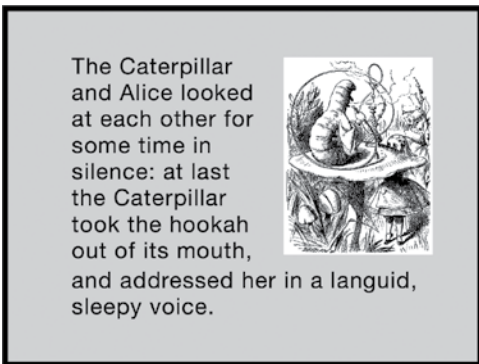 The Caterpillar
and Alice looked
at each other for
some time in
silence: at last
the Caterpillar
took the hookah
out of its mouth,
and addressed her in a languid,
sleepy voice.